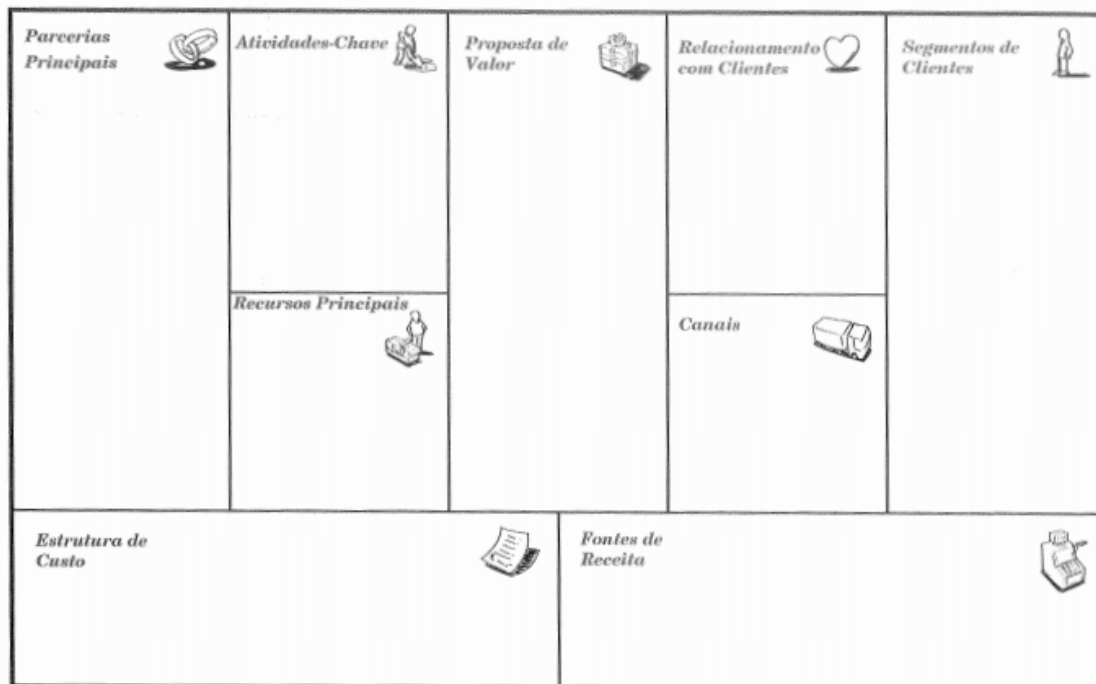 Parcerias
Principais
Atividades-Chave
Recursos Principais
Proposta de
Valor
Relacionamento
com Clientes
Canais
Segmentos de
Clientes
Estrutura de
Custo
Fontes de
Receita